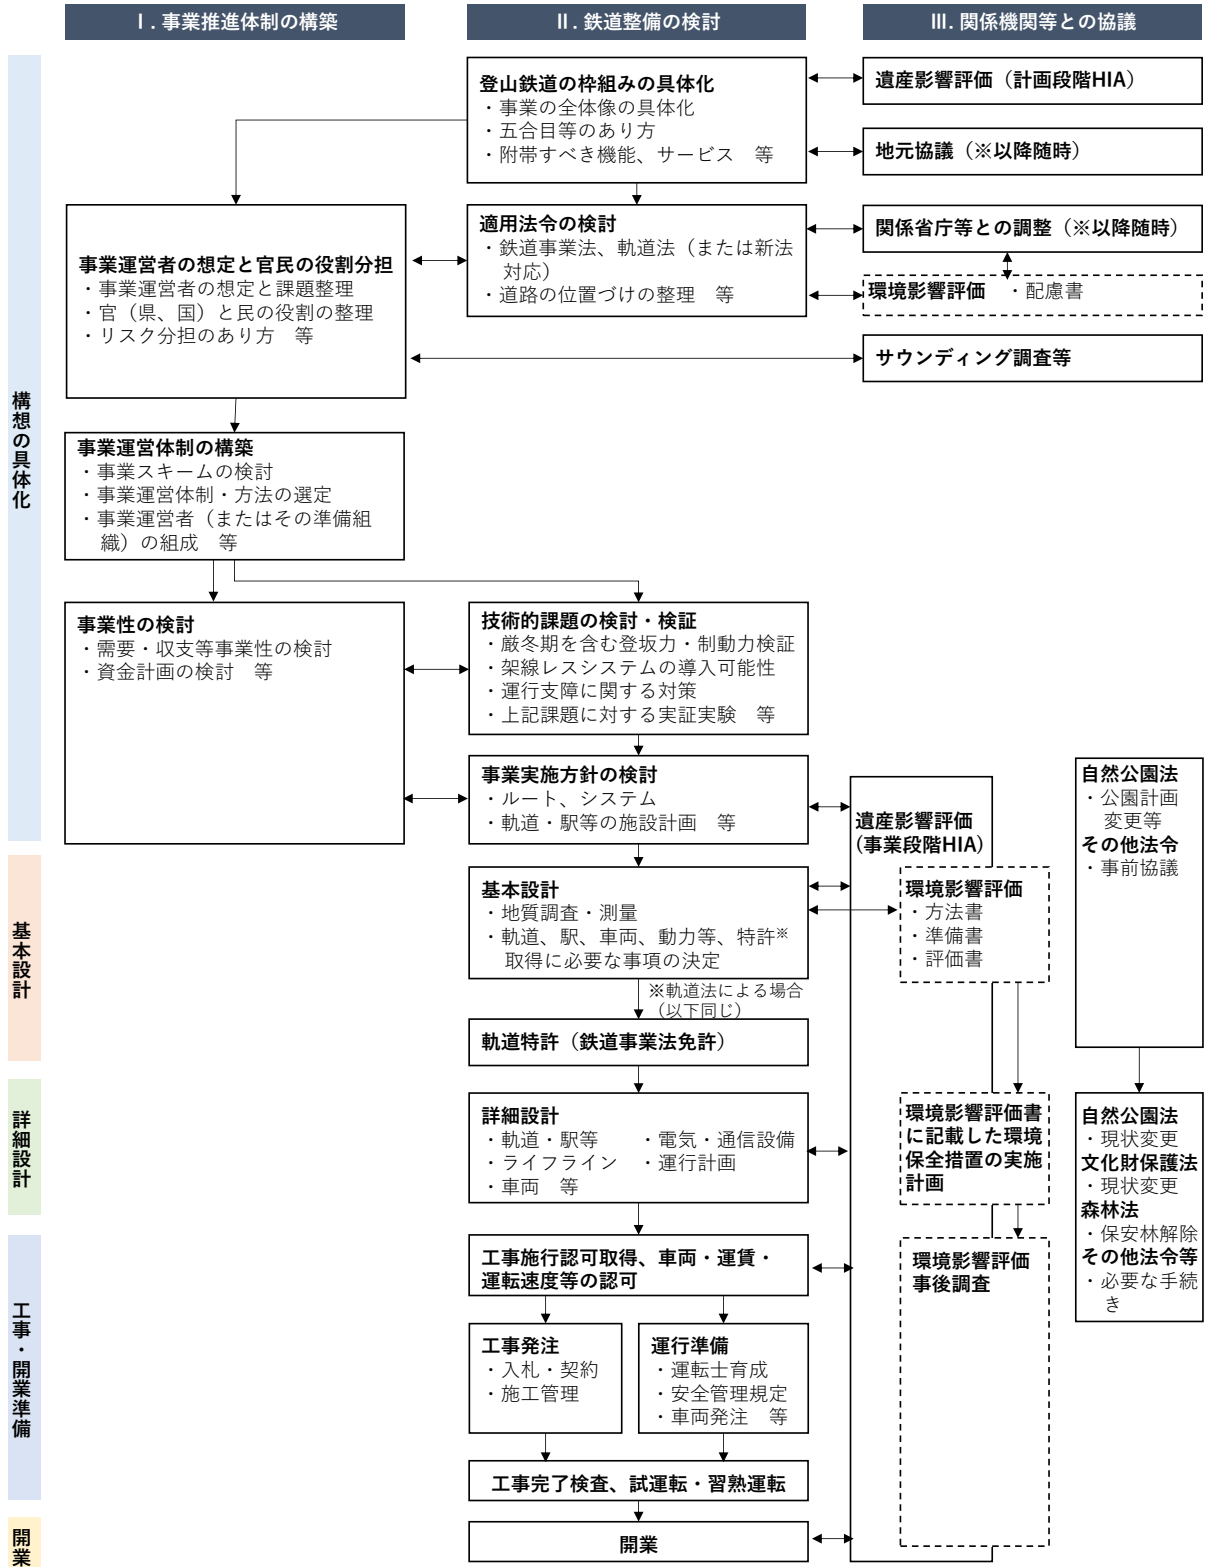 Ⅰ. 事業推進体制の構築
Ⅱ. 鉄道整備の検討
Ⅲ. 関係機関等との協議
構想の具体化
登山鉄道の枠組みの具体化
・事業の全体像の具体化
・五合目等のあり方
・附帯すべき機能、サービス 等
遺産影響評価（計画段階HIA）
地元協議（※以降随時）
事業運営者の想定と官民の役割分担
・事業運営者の想定と課題整理
・官（県、国）と民の役割の整理
・リスク分担のあり方 等
適用法令の検討
・鉄道事業法、軌道法（または新法
対応）
・道路の位置づけの整理 等
関係省庁等との調整（※以降随時）
環境影響評価 ・配慮書
サウンディング調査等
事業運営体制の構築
・事業スキームの検討
・事業運営体制・方法の選定
・事業運営者（またはその準備組
織）の組成 等
事業性の検討
・需要・収支等事業性の検討
・資金計画の検討 等
技術的課題の検討・検証
・厳冬期を含む登坂力・制動力検証
・架線レスシステムの導入可能性
・運行支障に関する対策
・上記課題に対する実証実験 等
事業実施方針の検討
・ルート、システム
・軌道・駅等の施設計画 等
遺産影響評価
(事業段階HIA)
自然公園法
・公園計画
変更等
その他法令
・事前協議
基本設計
基本設計
・地質調査・測量
・軌道、駅、車両、動力等、特許※
取得に必要な事項の決定
※軌道法による場合
（以下同じ）
環境影響評価
・方法書
・準備書
・評価書
軌道特許（鉄道事業法免許）
詳細設計
詳細設計
・軌道・駅等 ・電気・通信設備
・ライフライン ・運行計画
・車両 等
環境影響評価書
に記載した環境
保全措置の実施
計画
自然公園法
・現状変更
文化財保護法
・現状変更
森林法
・保安林解除
その他法令等
・必要な手続
き
工事・開業準備
工事施行認可取得、車両・運賃・
運転速度等の認可
環境影響評価
事後調査
工事発注
・入札・契約
・施工管理
運行準備
・運転士育成
・安全管理規定
・車両発注 等
工事完了検査、試運転・習熟運転
開業
開業